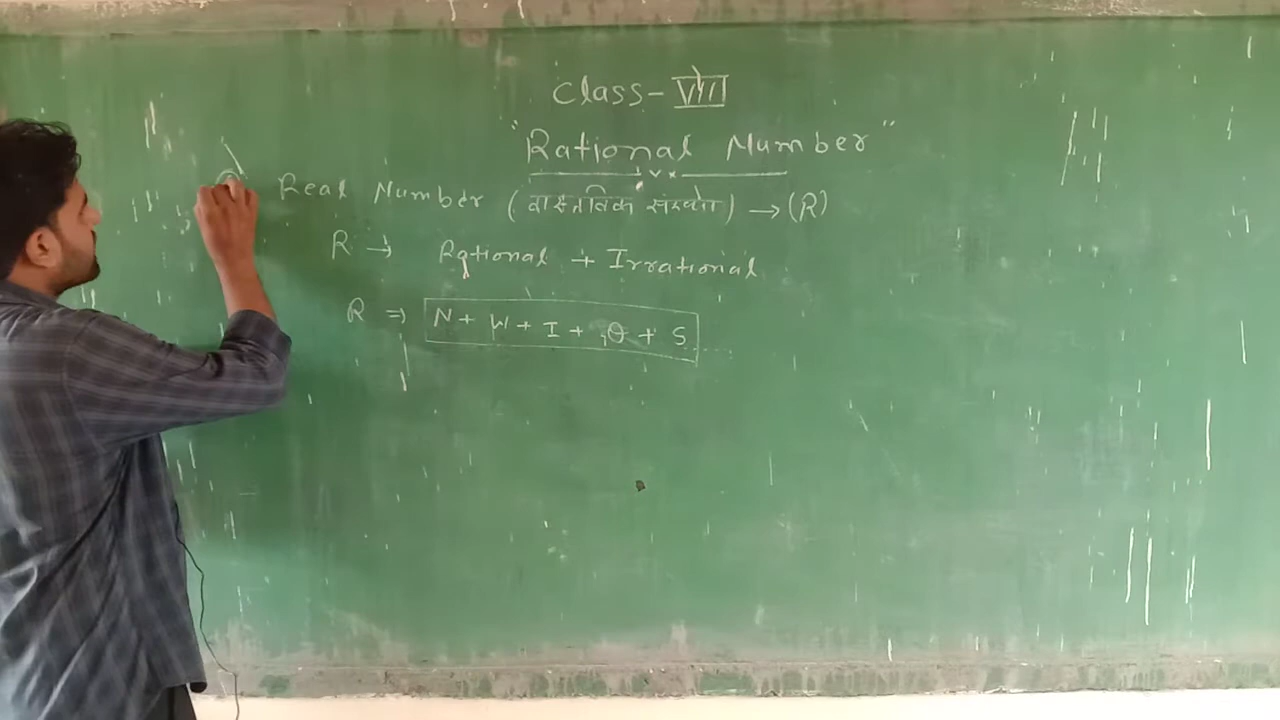 Class - VIII
"Rational Number"
Real Number (वास्तविक संख्या) → (R)
R → Rational + Irrational
R ⇒ N + W + I + Q + S